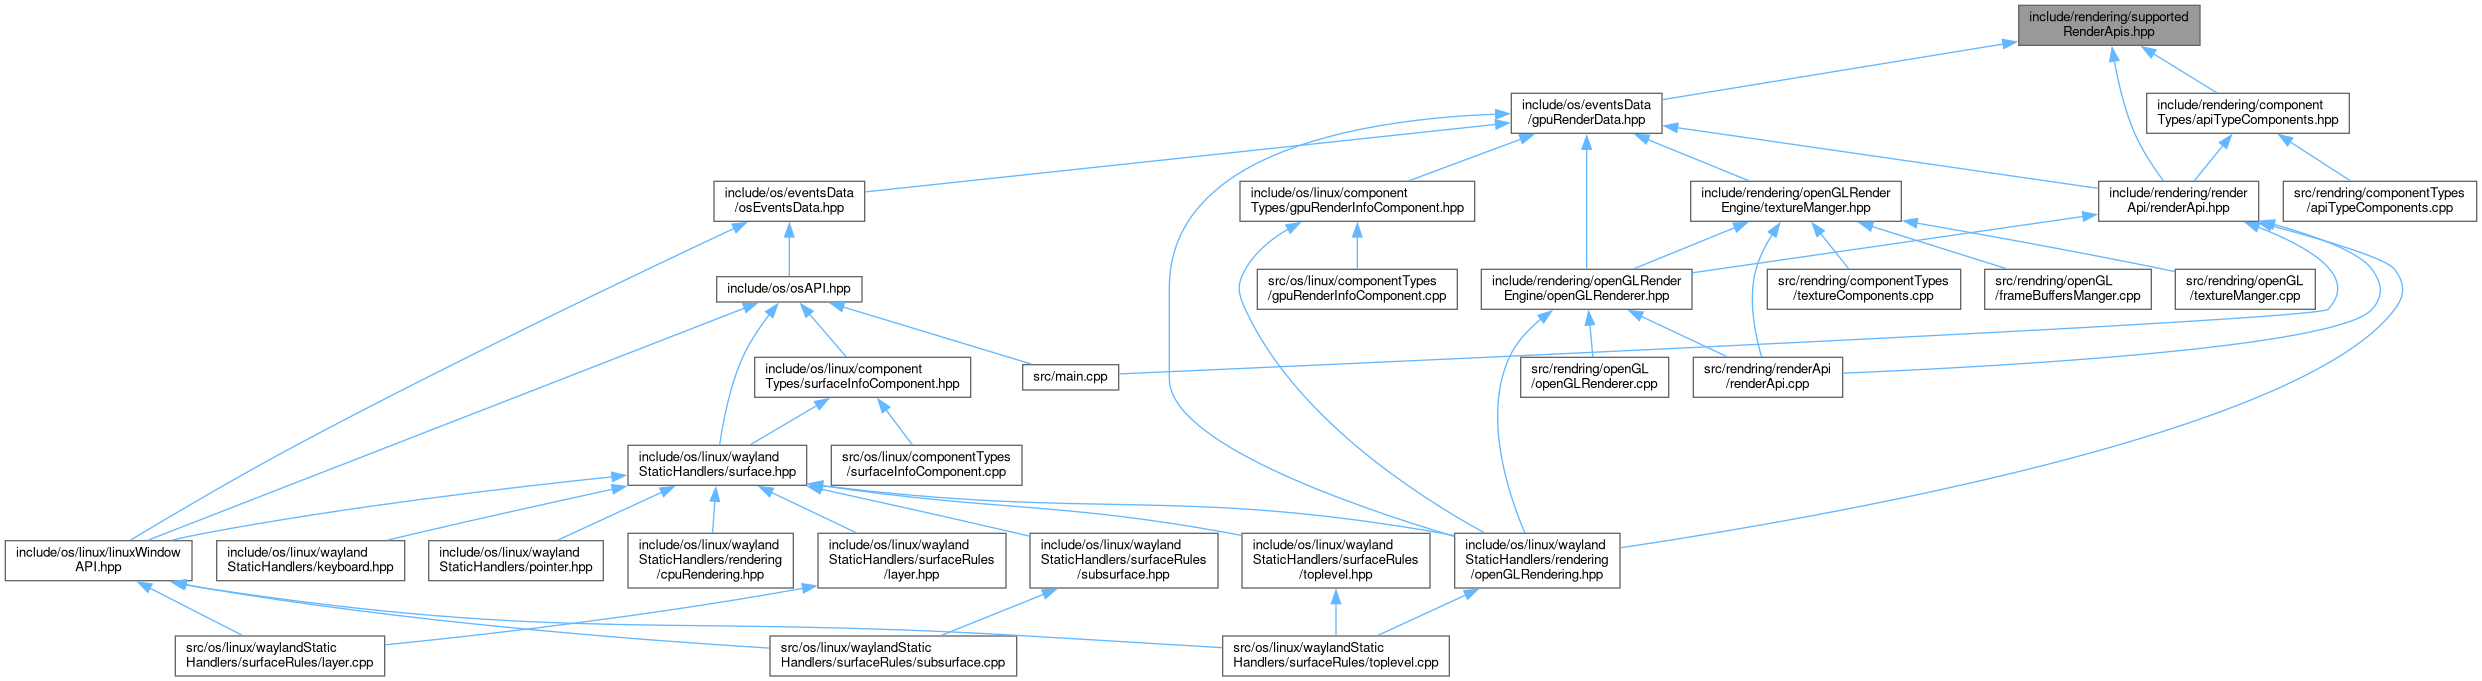 include/rendering/supported
RenderApis.hpp
include/os/eventsData
/gpuRenderData.hpp
include/rendering/component
Types/apiTypeComponents.hpp
include/os/eventsData
/osEventsData.hpp
include/os/linux/component
Types/gpuRenderInfoComponent.hpp
include/rendering/openGLRender
Engine/textureManger.hpp
include/rendering/render
Api/renderApi.hpp
src/rendring/componentTypes
/apiTypeComponents.cpp
include/os/osAPI.hpp
src/os/linux/componentTypes
/gpuRenderInfoComponent.cpp
include/rendering/openGLRender
Engine/openGLRenderer.hpp
src/rendring/componentTypes
/textureComponents.cpp
src/rendring/openGL
/frameBuffersManger.cpp
src/rendring/openGL
/textureManger.cpp
include/os/linux/component
Types/surfaceInfoComponent.hpp
src/main.cpp
src/rendring/openGL
/openGLRenderer.cpp
src/rendring/renderApi
/renderApi.cpp
include/os/linux/wayland
StaticHandlers/surface.hpp
src/os/linux/componentTypes
/surfaceInfoComponent.cpp
include/os/linux/linuxWindow
API.hpp
include/os/linux/wayland
StaticHandlers/keyboard.hpp
include/os/linux/wayland
StaticHandlers/pointer.hpp
include/os/linux/wayland
StaticHandlers/rendering
/cpuRendering.hpp
include/os/linux/wayland
StaticHandlers/surfaceRules
/layer.hpp
include/os/linux/wayland
StaticHandlers/surfaceRules
/subsurface.hpp
include/os/linux/wayland
StaticHandlers/surfaceRules
/toplevel.hpp
include/os/linux/wayland
StaticHandlers/rendering
/openGLRendering.hpp
src/os/linux/waylandStatic
Handlers/surfaceRules/layer.cpp
src/os/linux/waylandStatic
Handlers/surfaceRules/subsurface.cpp
src/os/linux/waylandStatic
Handlers/surfaceRules/toplevel.cpp